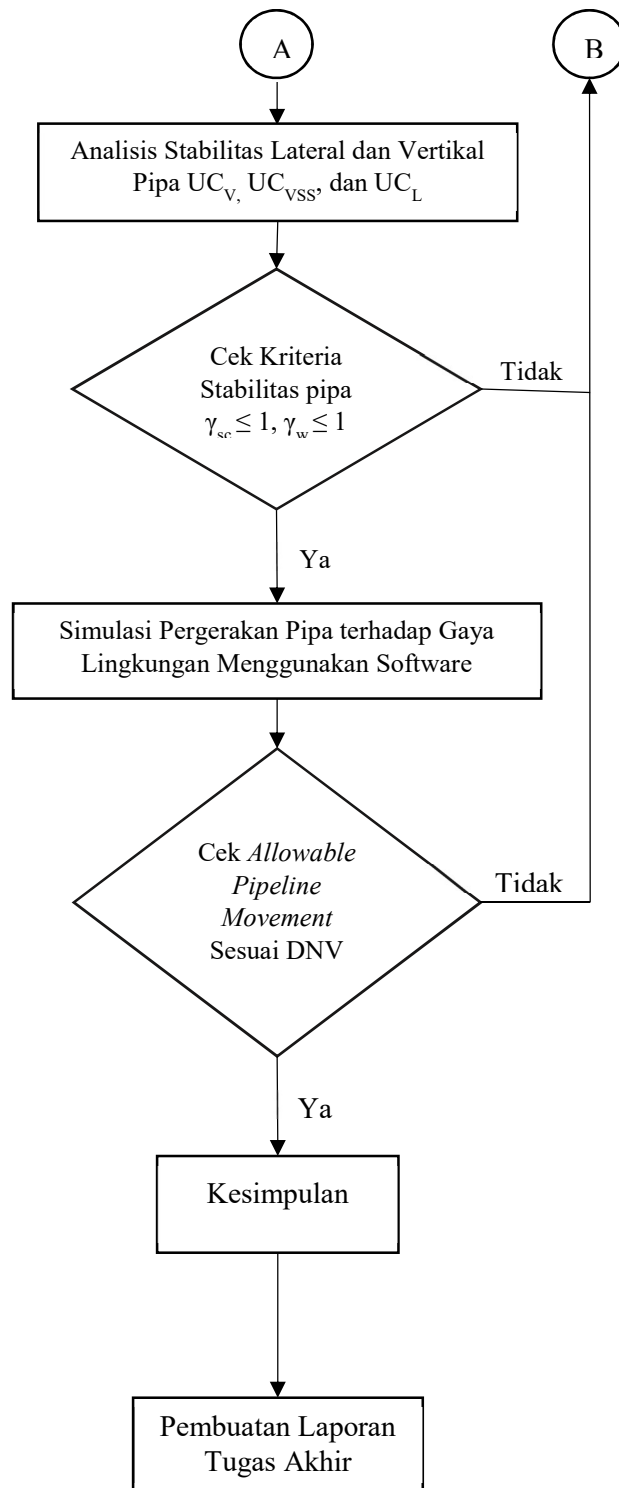 A
B
Analisis Stabilitas Lateral dan Vertikal
Pipa UC_V, UC_VSS, dan UC_L
Cek Kriteria
Stabilitas pipa
γ_sc ≤ 1, γ_w ≤ 1
Tidak
Ya
Simulasi Pergerakan Pipa terhadap Gaya
Lingkungan Menggunakan Software
Cek Allowable
Pipeline
Movement
Sesuai DNV
Tidak
Ya
Kesimpulan
Pembuatan Laporan
Tugas Akhir